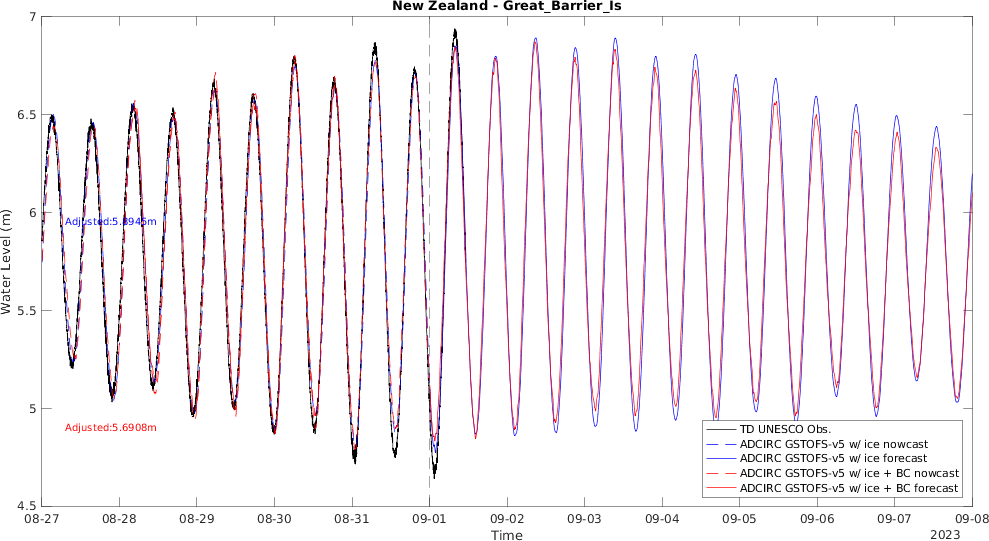 New Zealand - Great_Barrier_Is
7
6.5
6
5.5
5
4.5
Water Level (m)
Adjusted:5.8945m
Adjusted:5.6908m
TD UNESCO Obs.
ADCIRC GSTOFS-v5 w/ ice nowcast
ADCIRC GSTOFS-v5 w/ ice forecast
ADCIRC GSTOFS-v5 w/ ice + BC nowcast
ADCIRC GSTOFS-v5 w/ ice + BC forecast
08-27 08-28 08-29 08-30 08-31 09-01 09-02 09-03 09-04 09-05 09-06 09-07 09-08
Time
2023